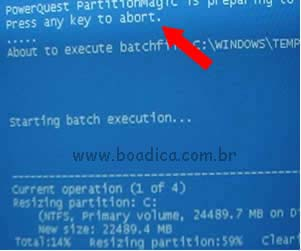 PowerQuest PartitionMagic is preparing to
Press any key to abort.
.....
About to execute batchfil C:\WINDOWS\TEMP
Starting batch execution...
www.boadica.com.br
Current operation (1 of 4)
Resizing partition: C:
(NTFS, Primary volume, 24489.7 MB on Di
New size: 22489.4 MB
Total:14% Resizing partition:59% Clear